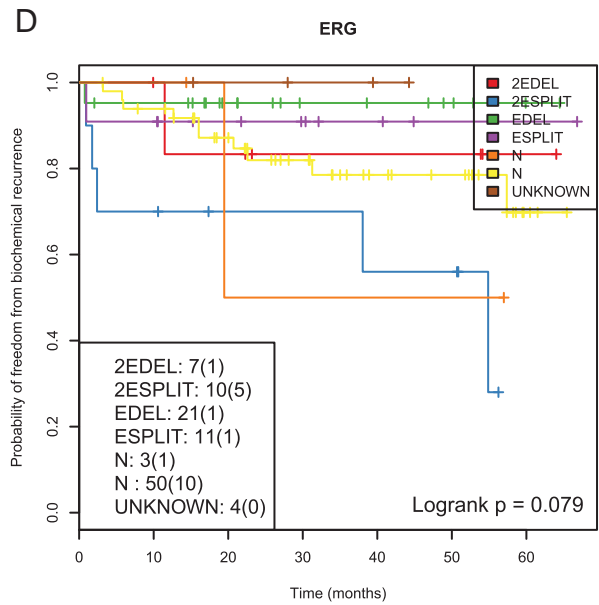 D
ERG
Probability of freedom from biochemical recurrence
1.0
0.8
0.6
0.4
0.2
0.0
2EDEL
2ESPLIT
EDEL
ESPLIT
N
N
UNKNOWN
2EDEL: 7(1)
2ESPLIT: 10(5)
EDEL: 21(1)
ESPLIT: 11(1)
N: 3(1)
N : 50(10)
UNKNOWN: 4(0)
Logrank p = 0.079
0 10 20 30 40 50 60
Time (months)